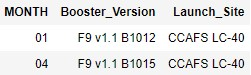 MONTH Booster_Version Launch_Site
01 F9 v1.1 B1012 CCAFS LC-40
04 F9 v1.1 B1015 CCAFS LC-40